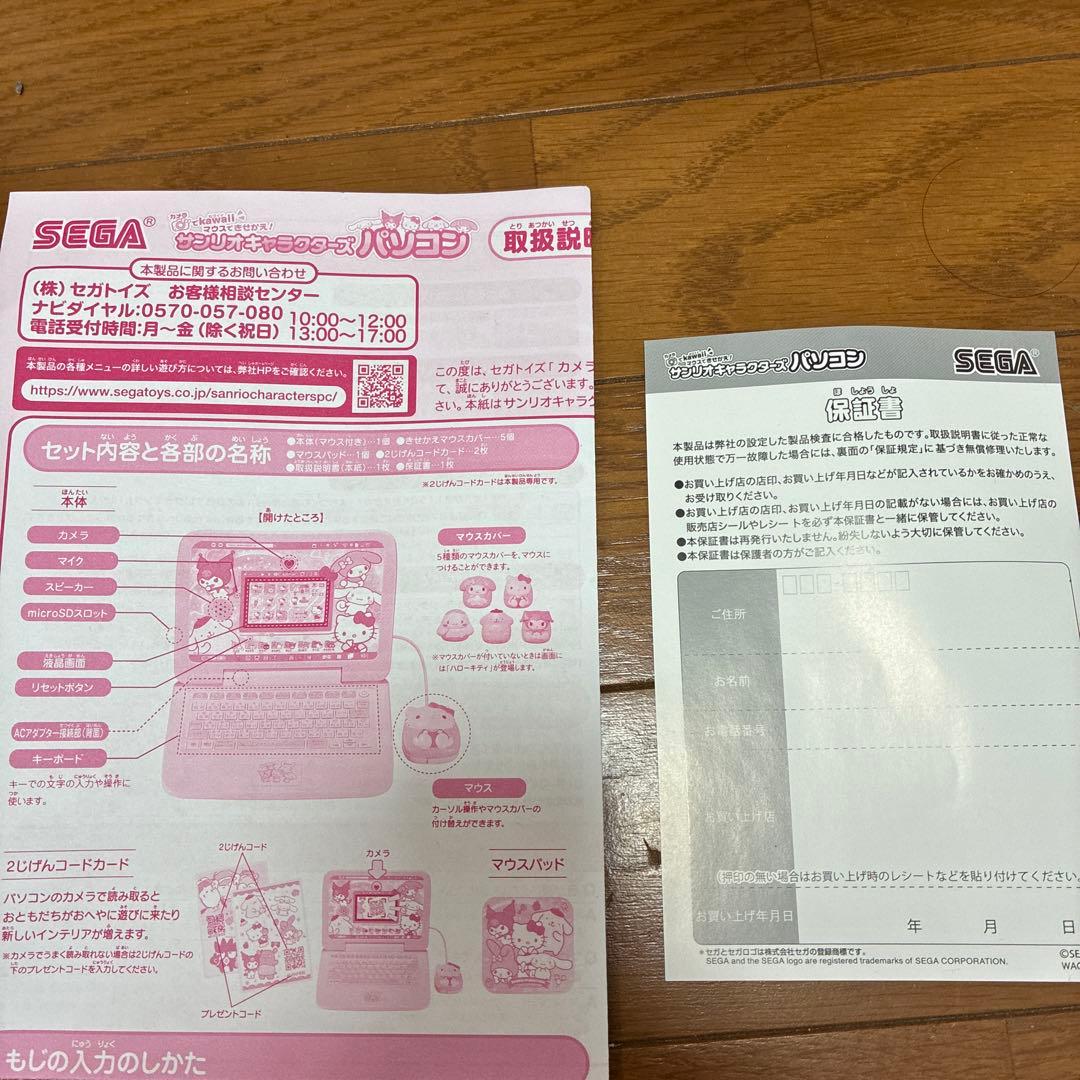 SEGA®
カメラでkawaii
マウスできせかえ!
サンリオキャラクターズパソコン
取扱説明
本製品に関するお問い合わせ
(株)セガトイズ お客様相談センター
ナビダイヤル:0570-057-080
電話受付時間:月〜金(除く祝日)
10:00〜12:00
13:00〜17:00
本製品の各種メニューの詳しい遊び方については、弊社HPをご確認ください。
https://www.segatoys.co.jp/sanriocharacterspc/
この度は、セガトイズ「カメラ
て、誠にありがとうございます。
さい。本紙はサンリオキャラク
セット内容と各部の名称
●本体(マウス付き)…1個 ●きせかえマウスカバー…5個
●マウスパッド…1個 ●2じげんコードカード…2枚
●取扱説明書(本紙)…1枚 ●保証書…1枚
※2じげんコードカードは本製品専用です。
本体
【開けたところ】
カメラ
マイク
スピーカー
microSDスロット
液晶画面
リセットボタン
ACアダプター接続部(背面)
キーボード
キーでの文字の入力や操作に
使います。
マウスカバー
5種類のマウスカバーを、マウスに
つけることができます。
※マウスカバーが付いていないときは画面に
は「ハローキティ」が登場します。
マウス
カーソル操作やマウスカバーの
付け替えができます。
2じげんコードカード
パソコンのカメラで読み取ると
おともだちがおへやに遊びに来たり
新しいインテリアが増えます。
※カメラでうまく読み取れない場合は2じげんコードの
下のプレゼントコードを入力してください。
2じげんコード
プレゼントコード
カメラ
マウスパッド
もじの入力のしかた
カメラでkawaii
マウスできせかえ!
サンリオキャラクターズパソコン
SEGA®
保証書
本製品は弊社の設定した製品検査に合格したものです。取扱説明書に従った正常な
使用状態で万一故障した場合には、裏面の「保証規定」に基づき無償修理いたします。
●お買い上げ店の店印、お買い上げ年月日などが記入されているかをお確かめのうえ、
お受け取りください。
●お買い上げ店の店印、お買い上げ年月日の記載がない場合には、お買い上げ店の
販売店シールやレシートを必ず本保証書と一緒に保管してください。
●本保証書は再発行いたしません。紛失しないよう大切に保管してください。
●本保証書は保護者の方がご記入ください。
ご住所
お名前
お電話番号
お買い上げ店
(押印の無い場合はお買い上げ時のレシートなどを貼り付けてください。
お買い上げ年月日
年 月 日
*セガとセガロゴは株式会社セガの登録商標です。
SEGA and the SEGA logo are registered trademarks of SEGA CORPORATION.
©SE
WAC